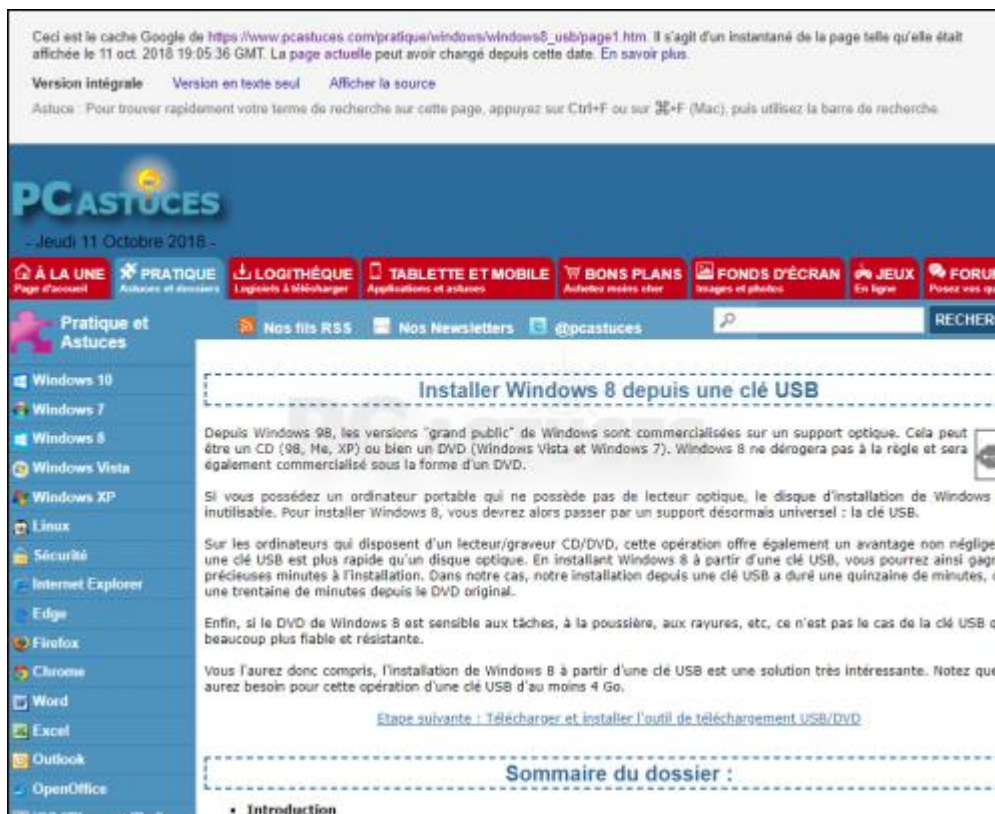 Ceci est le cache Google de https://www.pcastuces.com/pratique/windows/windows8_usb/page1.htm. Il s'agit d'un instantané de la page telle qu'elle était
affichée le 11 oct. 2018 19:05:36 GMT. La page actuelle peut avoir changé depuis cette date. En savoir plus.
Version intégrale Version en texte seul Afficher la source
Astuce : Pour trouver rapidement votre terme de recherche sur cette page, appuyez sur Ctrl+F ou sur ⌘+F (Mac), puis utilisez la barre de recherche.
PC ASTUCES
- Jeudi 11 Octobre 2018 -
À LA UNE PRATIQUE LOGITHÈQUE TABLETTE ET MOBILE BONS PLANS FONDS D'ÉCRAN JEUX FORU
Page d'accueil Astuces et dossiers Logiciels à télécharger Applications et astuces Achetez moins cher Images et photos En ligne Posez vos qu
Pratique et
Astuces
Nos fils RSS Nos Newsletters @pcastuces RECHER
Windows 10
Windows 7
Windows 8
Windows Vista
Windows XP
Linux
Sécurité
Internet Explorer
Edge
Firefox
Chrome
Word
Excel
Outlook
OpenOffice
Installer Windows 8 depuis une clé USB
Depuis Windows 98, les versions "grand public" de Windows sont commercialisées sur un support optique. Cela peut
être un CD (98, Me, XP) ou bien un DVD (Windows Vista et Windows 7). Windows 8 ne dérogera pas à la règle et sera
également commercialisé sous la forme d'un DVD.
Si vous possédez un ordinateur portable qui ne possède pas de lecteur optique, le disque d'installation de Windows
inutilisable. Pour installer Windows 8, vous devrez alors passer par un support désormais universel : la clé USB.
Sur les ordinateurs qui disposent d'un lecteur/graveur CD/DVD, cette opération offre également un avantage non néglige
une clé USB est plus rapide qu'un disque optique. En installant Windows 8 à partir d'une clé USB, vous pourrez ainsi gagn
précieuses minutes à l'installation. Dans notre cas, notre installation depuis une clé USB a duré une quinzaine de minutes,
une trentaine de minutes depuis le DVD original.
Enfin, si le DVD de Windows 8 est sensible aux tâches, à la poussière, aux rayures, etc, ce n'est pas le cas de la clé USB q
beaucoup plus fiable et résistante.
Vous l'aurez donc compris, l'installation de Windows 8 à partir d'une clé USB est une solution très intéressante. Notez que
aurez besoin pour cette opération d'une clé USB d'au moins 4 Go.
Etape suivante : Télécharger et installer l'outil de téléchargement USB/DVD
Sommaire du dossier :
• Introduction